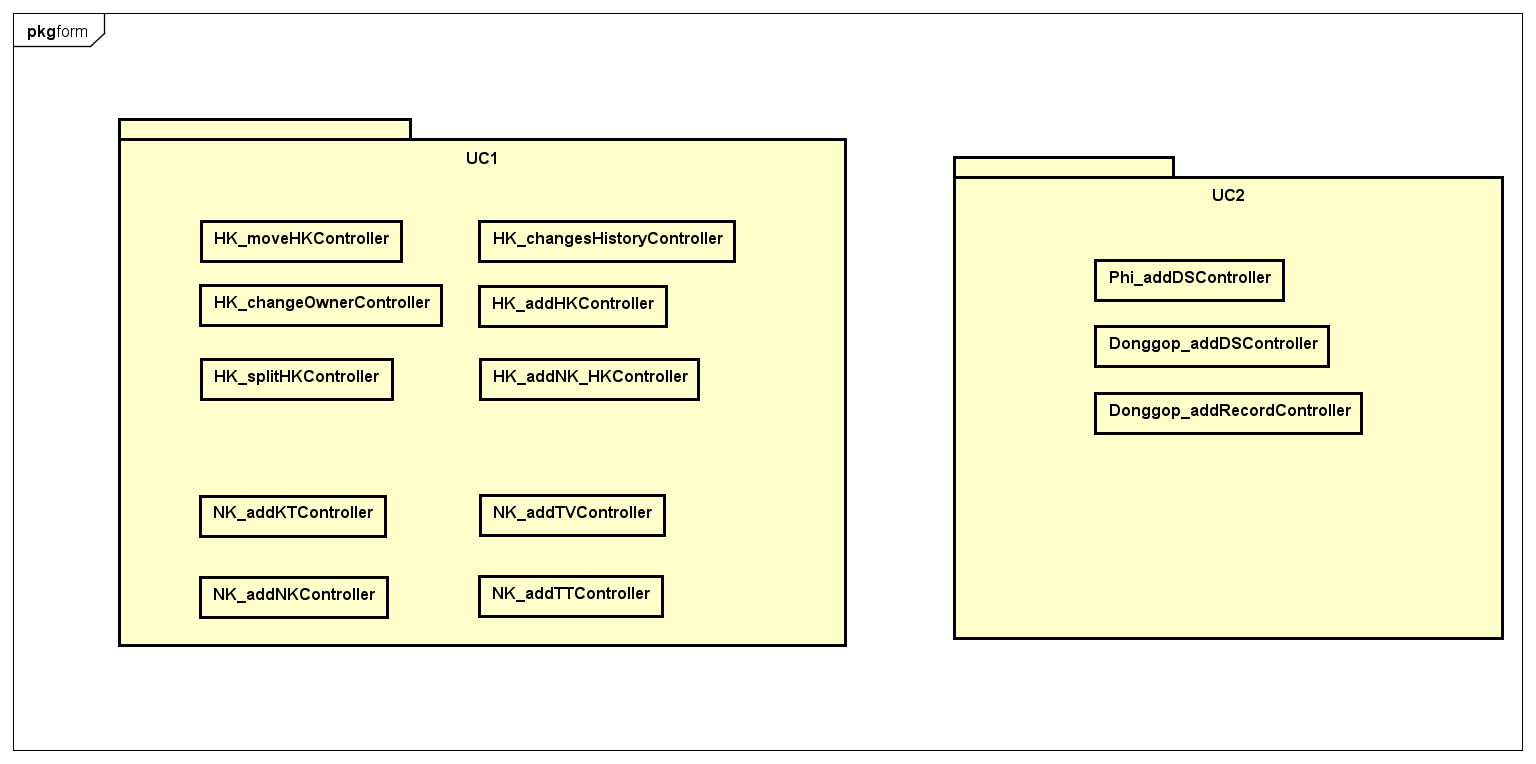 pkgform
UC1
HK_moveHKController
HK_changesHistoryController
HK_changeOwnerController
HK_addHKController
HK_splitHKController
HK_addNK_HKController
NK_addKTController
NK_addTVController
NK_addNKController
NK_addTTController
UC2
Phi_addDSController
Donggop_addDSController
Donggop_addRecordController